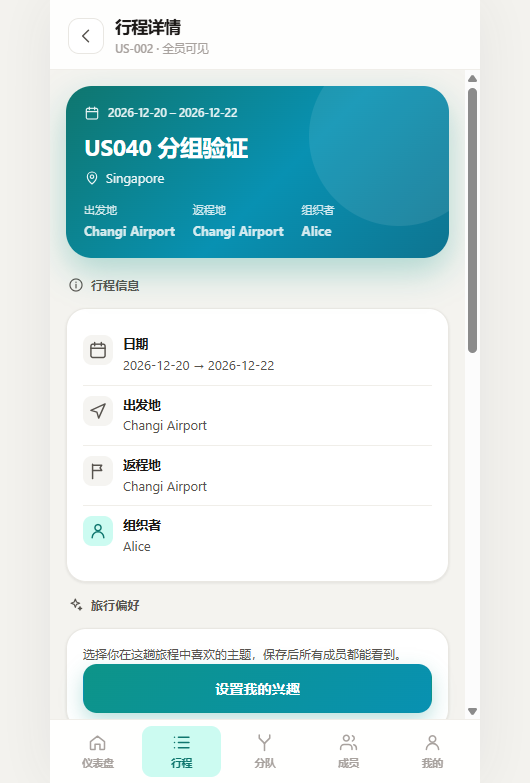 行程详情
US-002 · 全员可见
2026-12-20 – 2026-12-22
US040 分组验证
Singapore
出发地 返程地 组织者
Changi Airport Changi Airport Alice
行程信息
日期
2026-12-20 → 2026-12-22
出发地
Changi Airport
返程地
Changi Airport
组织者
Alice
旅行偏好
选择你在这趟旅程中喜欢的主题，保存后所有成员都能看到。
设置我的兴趣
仪表盘 行程 分队 成员 我的